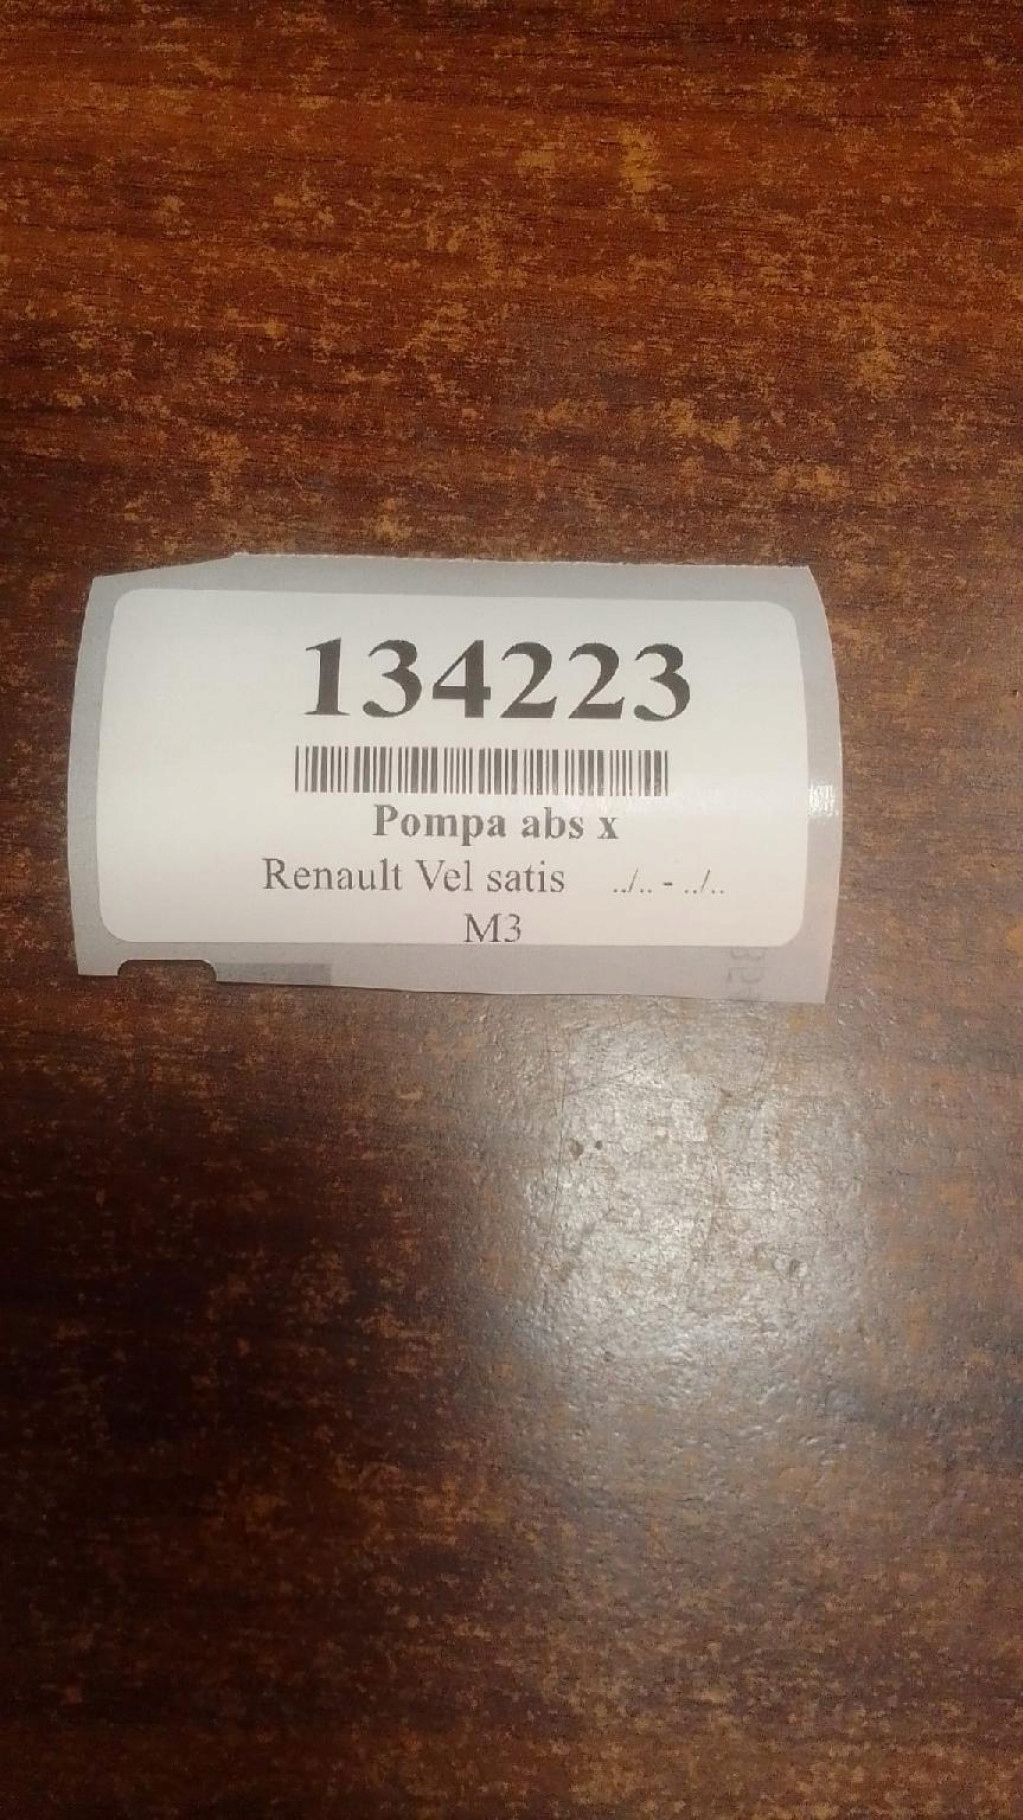 134223
Pompa abs x
Renault Vel satis ../.. - ../..
M3